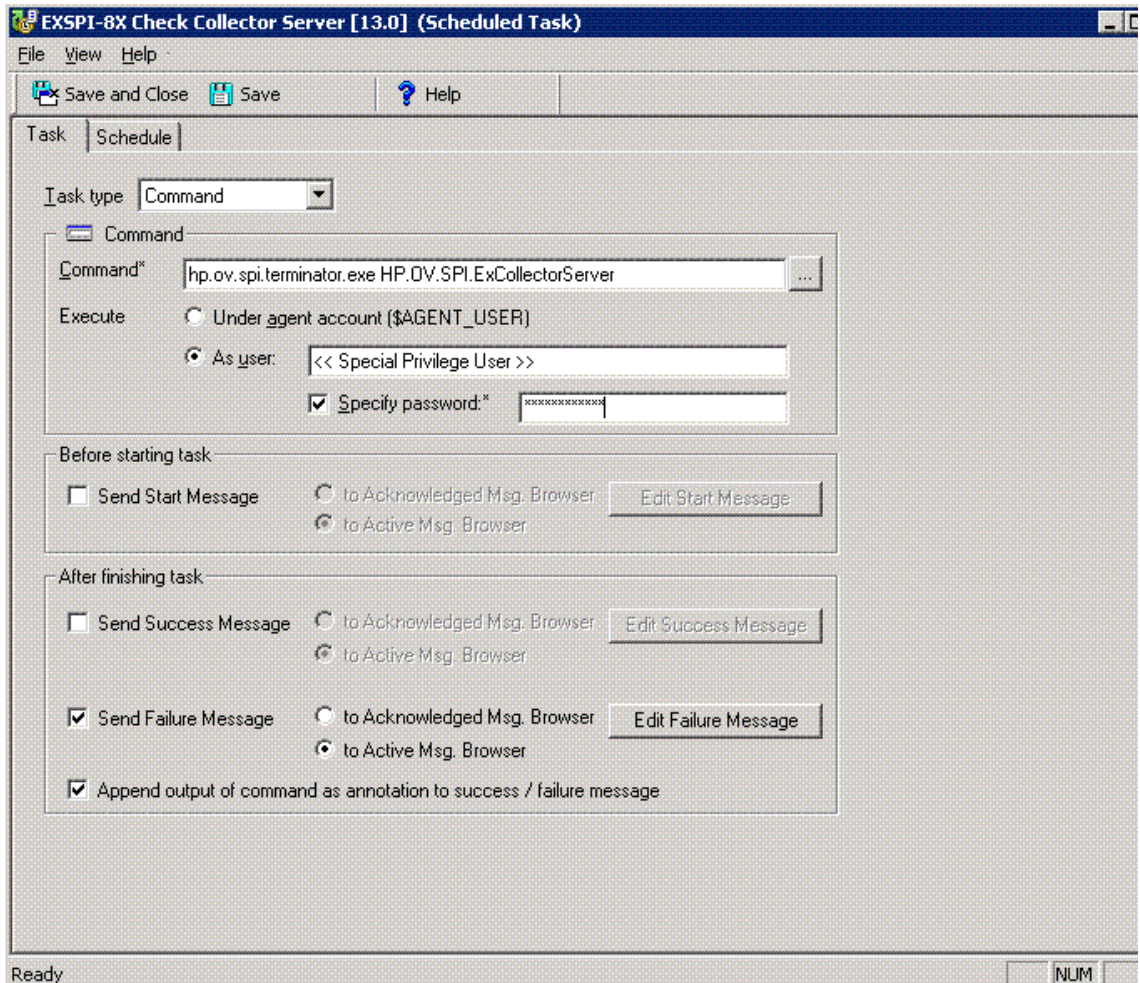 EXSPI-8X Check Collector Server [13.0] (Scheduled Task)
File View Help
Save and Close Save Help
Task Schedule
Task type Command
Command
Command* hp.ov.spi.terminator.exe HP.OV.SPI.ExCollectorServer ...
Execute Under agent account ($AGENT_USER)
As user: << Special Privilege User >>
Specify password:* ************
Before starting task
Send Start Message to Acknowledged Msg. Browser Edit Start Message
to Active Msg. Browser
After finishing task
Send Success Message to Acknowledged Msg. Browser Edit Success Message
to Active Msg. Browser
Send Failure Message to Acknowledged Msg. Browser Edit Failure Message
to Active Msg. Browser
Append output of command as annotation to success / failure message
Ready NUM